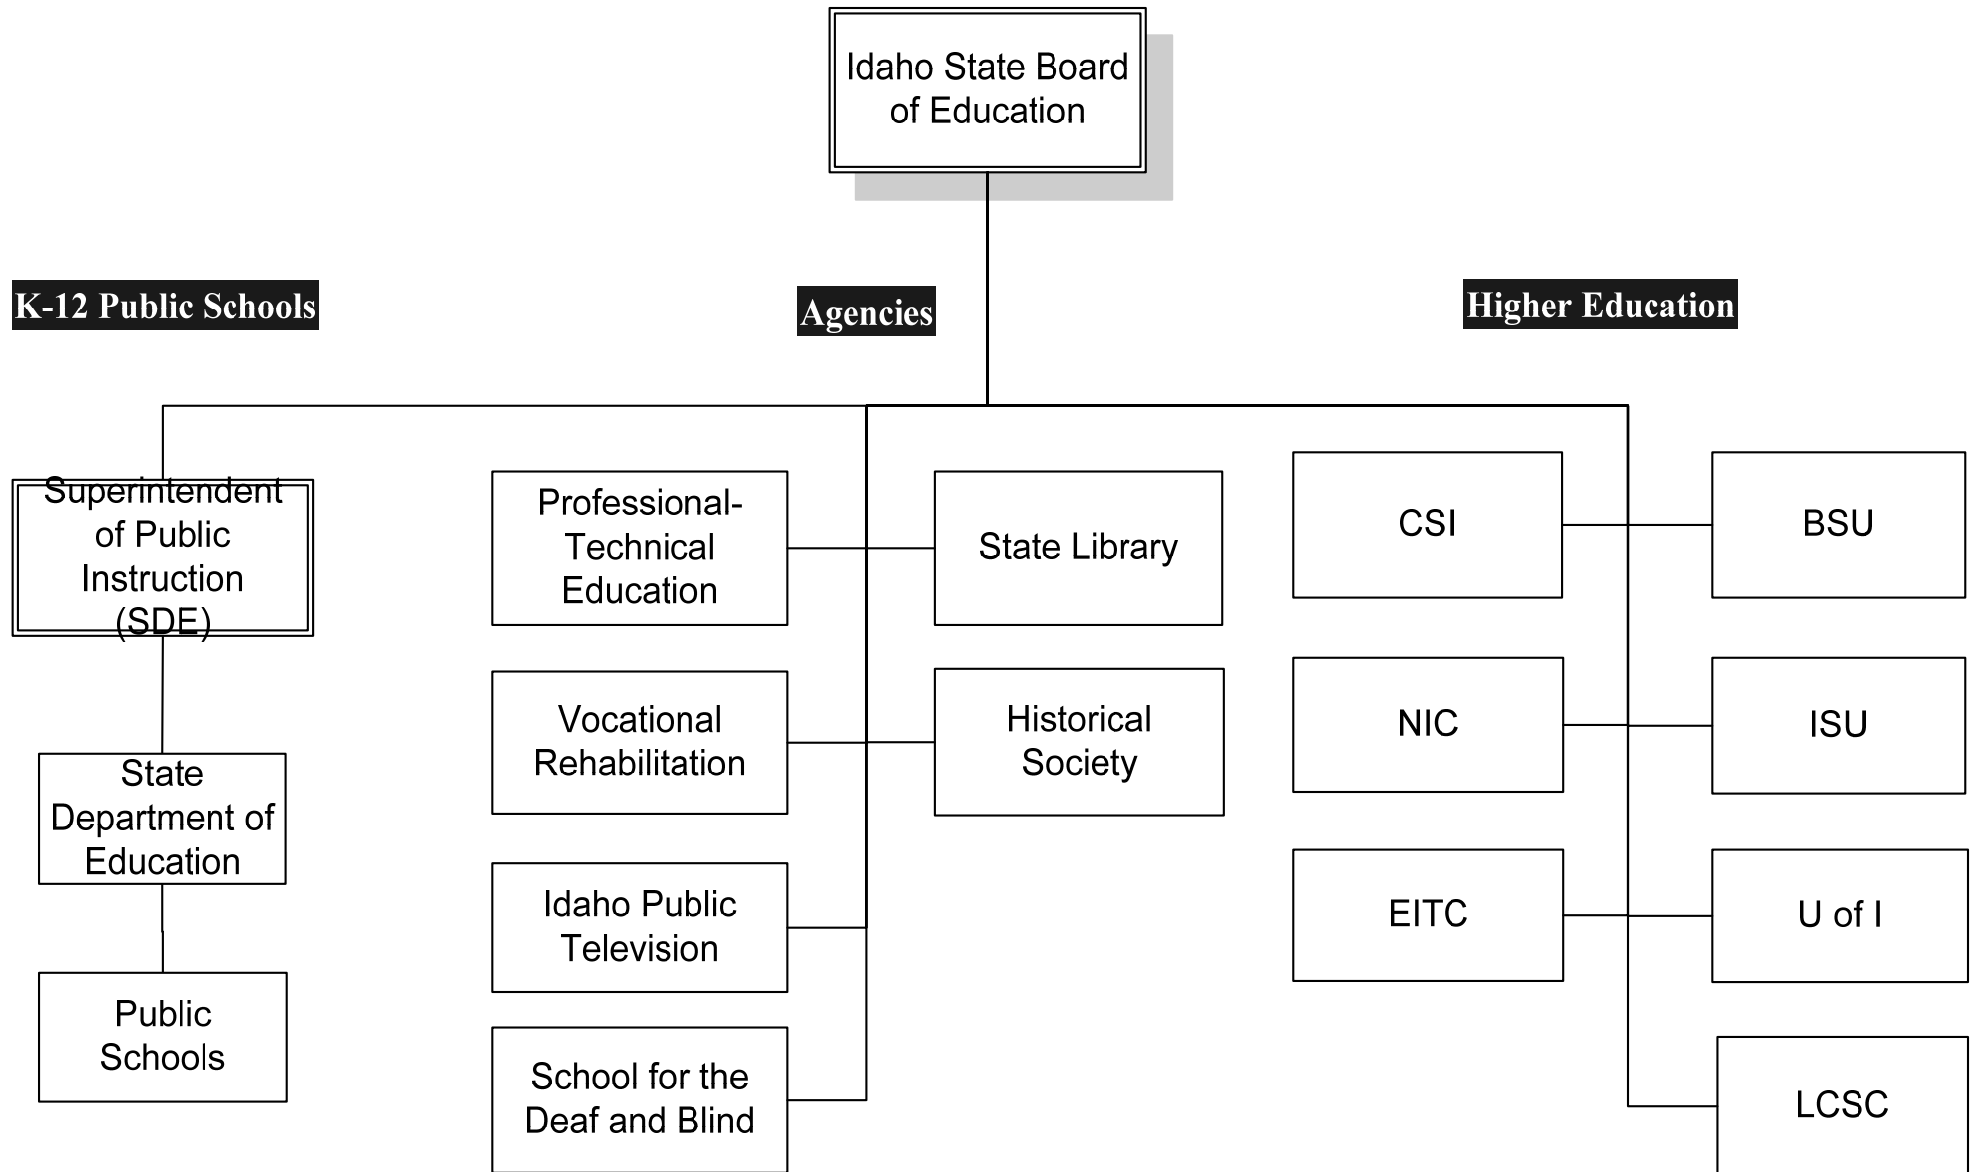 Idaho State Board
of Education
K-12 Public Schools
Agencies
Higher Education
Superintendent
of Public
Instruction
(SDE)
State
Department of
Education
Public
Schools
Professional-
Technical
Education
State Library
Vocational
Rehabilitation
Historical
Society
Idaho Public
Television
School for the
Deaf and Blind
CSI
BSU
NIC
ISU
EITC
U of I
LCSC